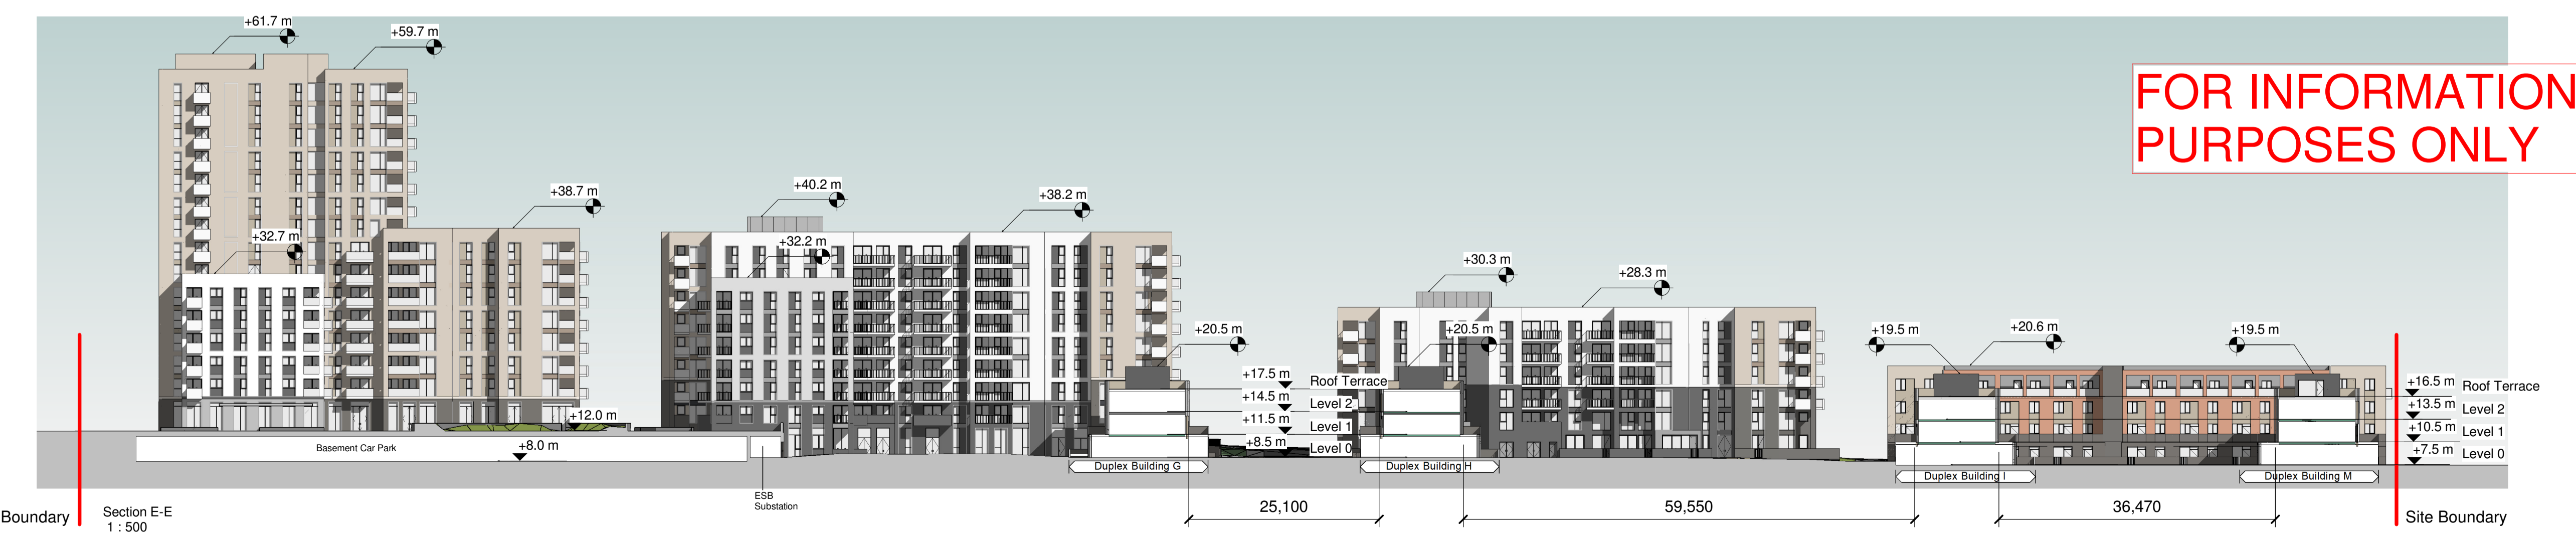 +61.7 m
+59.7 m
FOR INFORMATION
PURPOSES ONLY
+38.7 m
+40.2 m
+38.2 m
+32.7 m
+32.2 m
+30.3 m
+28.3 m
+20.5 m
+20.5 m
+19.5 m
+20.6 m
+19.5 m
+17.5 m Roof Terrace
+14.5 m Level 2
+11.5 m Level 1
+8.5 m Level 0
+16.5 m Roof Terrace
+13.5 m Level 2
+10.5 m Level 1
+7.5 m Level 0
+12.0 m
Basement Car Park
+8.0 m
Duplex Building G
Duplex Building H
Duplex Building I
Duplex Building M
ESB
Substation
25,100
59,550
36,470
Boundary
Section E-E
1 : 500
Site Boundary